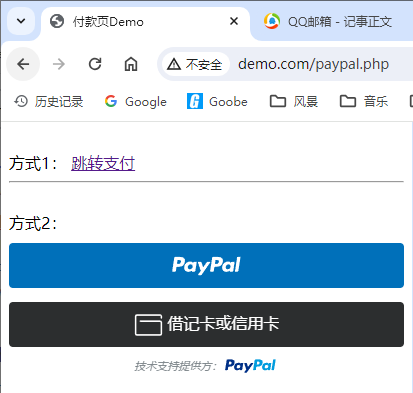 付款页Demo
QQ邮箱 - 记事正文
不安全 demo.com/paypal.php
历史记录 Google Goobe 风景 音乐
方式1： 跳转支付
方式2：
PayPal
借记卡或信用卡
技术支持提供方： PayPal